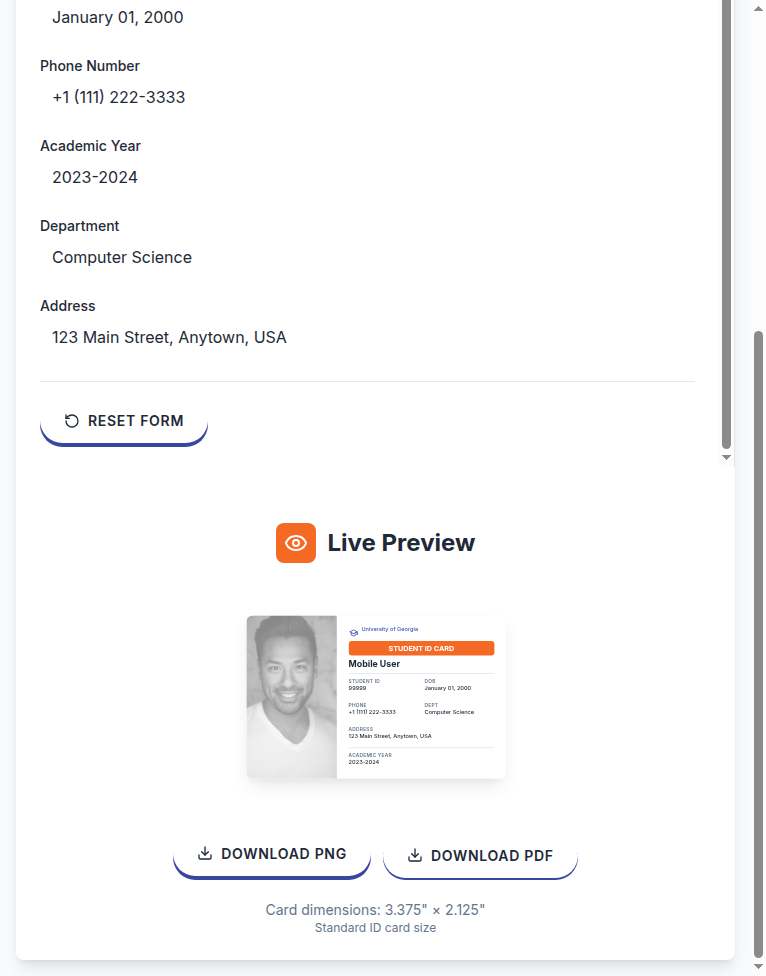 January 01, 2000
Phone Number
+1 (111) 222-3333
Academic Year
2023-2024
Department
Computer Science
Address
123 Main Street, Anytown, USA
RESET FORM
Live Preview
University of Georgia
STUDENT ID CARD
Mobile User
STUDENT ID
99999
DOB
January 01, 2000
PHONE
+1 (111) 222-3333
DEPT
Computer Science
ADDRESS
123 Main Street, Anytown, USA
ACADEMIC YEAR
2023-2024
DOWNLOAD PNG
DOWNLOAD PDF
Card dimensions: 3.375" × 2.125"
Standard ID card size